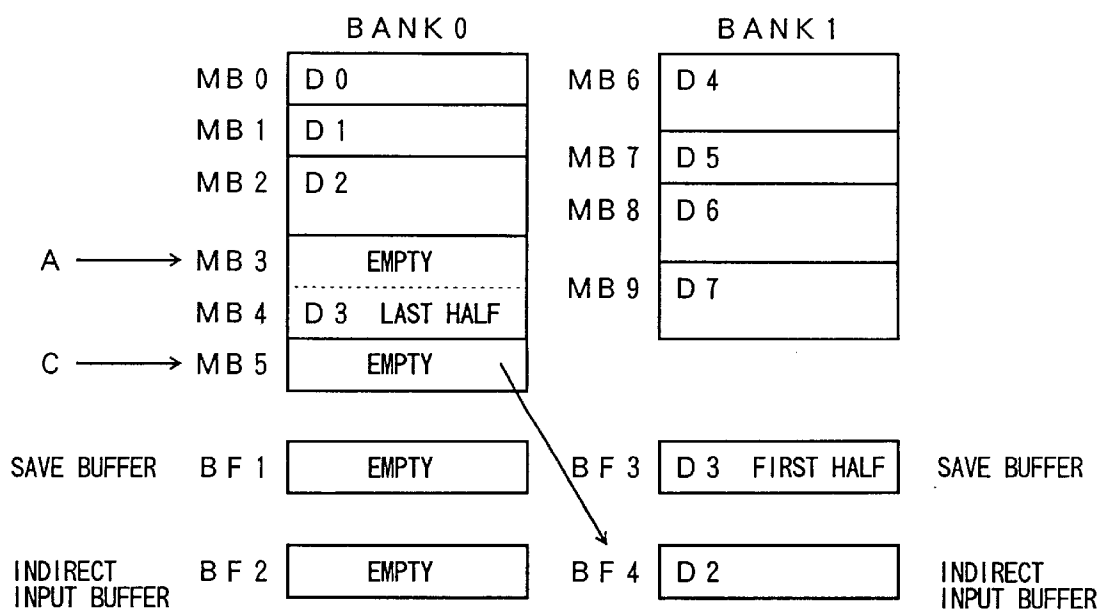 BANK0 BANK1
MB0 D0 MB6 D4
MB1 D1
MB7 D5
MB2 D2 MB8 D6
A MB3 EMPTY
MB9 D7
MB4 D3 LAST HALF
C MB5 EMPTY
SAVE BUFFER BF1 EMPTY BF3 D3 FIRST HALF SAVE BUFFER
INDIRECT INPUT BUFFER BF2 EMPTY BF4 D2 INDIRECT INPUT BUFFER